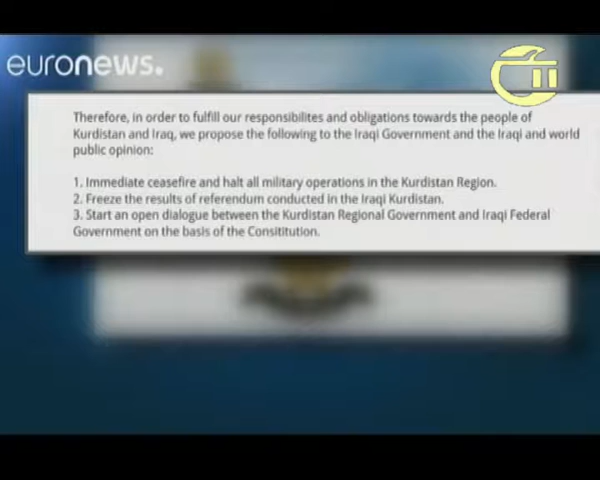 euronews.
Therefore, in order to fulfill our responsibilites and obligations towards the people of
Kurdistan and Iraq, we propose the following to the Iraqi Government and the Iraqi and world
public opinion:
1. Immediate ceasefire and halt all military operations in the Kurdistan Region.
2. Freeze the results of referendum conducted in the Iraqi Kurdistan.
3. Start an open dialogue between the Kurdistan Regional Government and Iraqi Federal
Government on the basis of the Consititution.